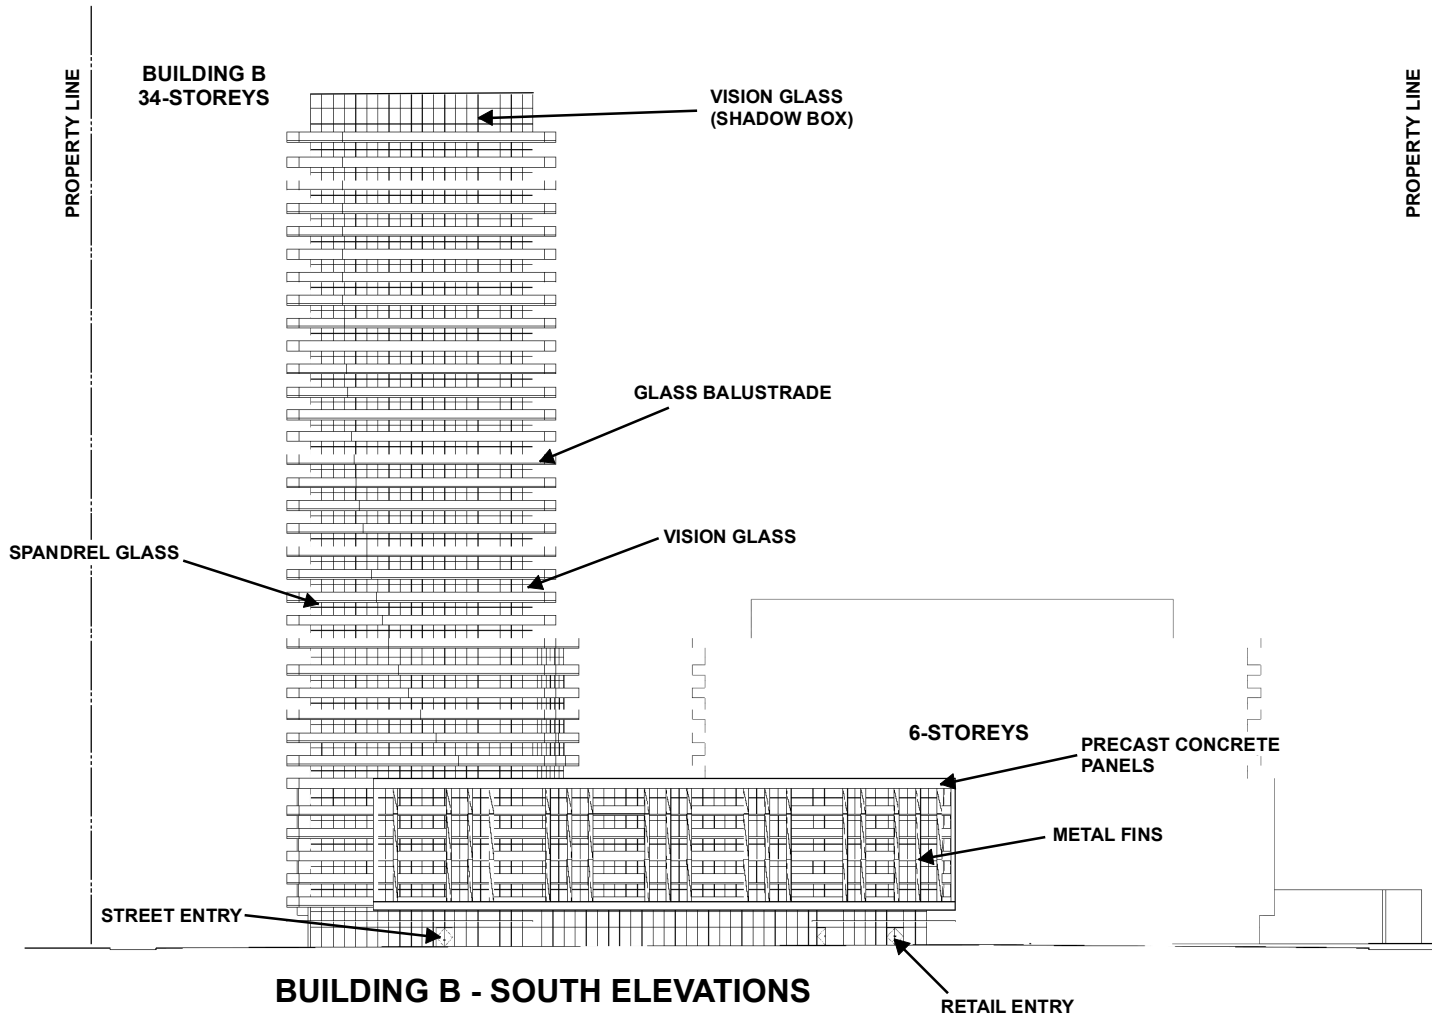 BUILDING B
34-STOREYS
PROPERTY LINE
VISION GLASS
(SHADOW BOX)
PROPERTY LINE
GLASS BALUSTRADE
VISION GLASS
SPANDREL GLASS
6-STOREYS
PRECAST CONCRETE
PANELS
METAL FINS
STREET ENTRY
BUILDING B - SOUTH ELEVATIONS
RETAIL ENTRY